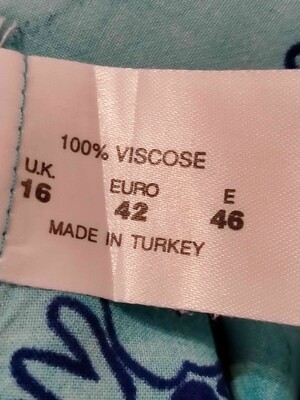 100% VISCOSE
U.K. EURO E
16 42 46
MADE IN TURKEY